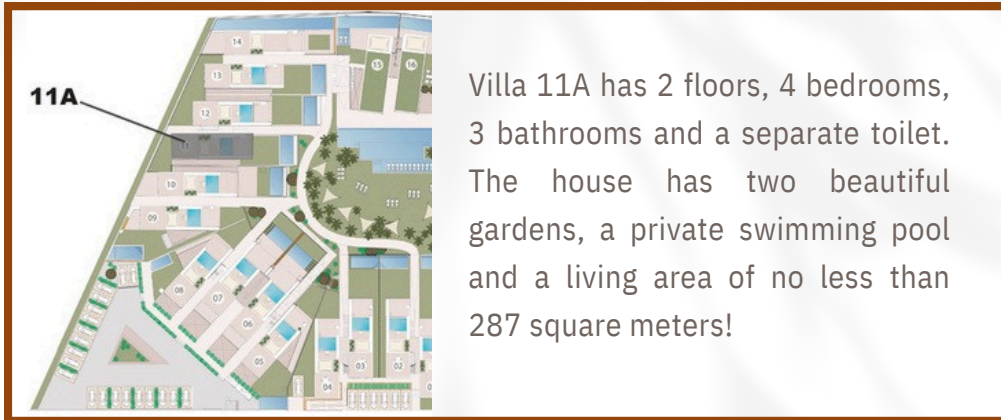 14
15
16
13
11A
12
10
09
08
07
06
05
04
03
02
Villa 11A has 2 floors, 4 bedrooms,
3 bathrooms and a separate toilet.
The house has two beautiful
gardens, a private swimming pool
and a living area of no less than
287 square meters!